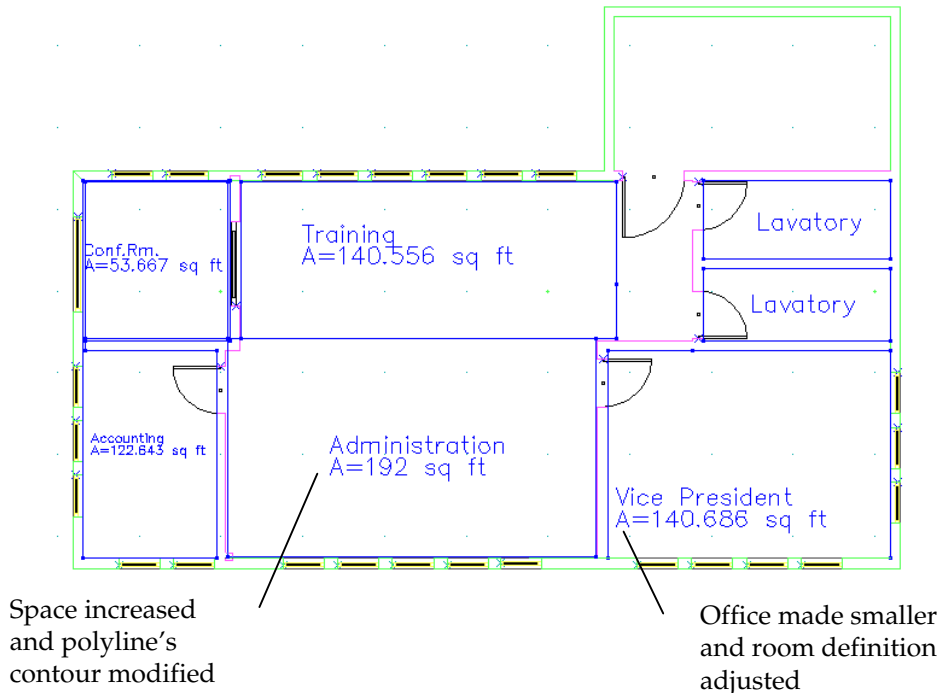 Lavatory
Training
A=140.556 sq ft
Conf.Rm.
A=53.667 sq ft
Lavatory
Accounting
A=122.643 sq ft
Administration
A=192 sq ft
Vice President
A=140.686 sq ft
Space increased
and polyline’s
contour modified
Office made smaller
and room definition
adjusted